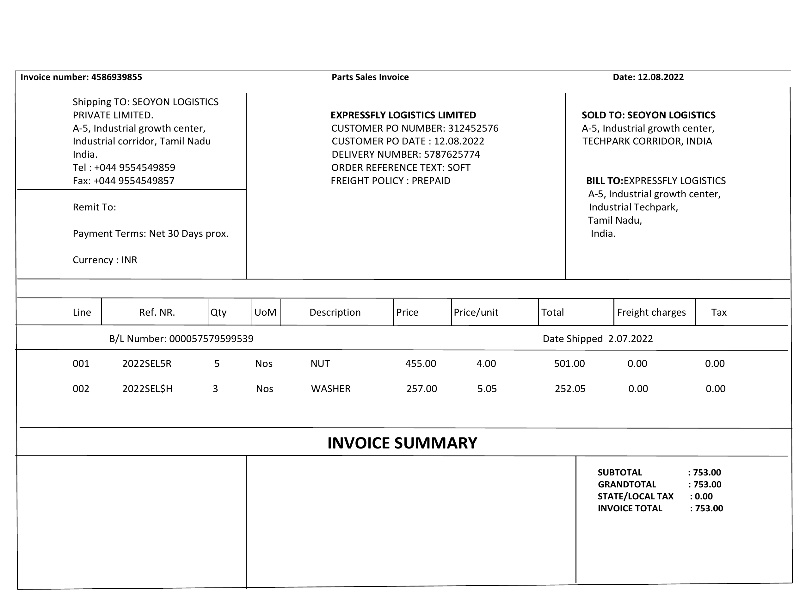 Invoice number: 4586939855 Parts Sales Invoice Date: 12.08.2022
Shipping TO: SEOYON LOGISTICS
PRIVATE LIMITED.
A-5, Industrial growth center,
Industrial corridor, Tamil Nadu
India.
Tel : +044 9554549859
Fax: +044 9554549857
Remit To:
Payment Terms: Net 30 Days prox.
Currency : INR
EXPRESSFLY LOGISTICS LIMITED
CUSTOMER PO NUMBER: 312452576
CUSTOMER PO DATE : 12.08.2022
DELIVERY NUMBER: 5787625774
ORDER REFERENCE TEXT: SOFT
FREIGHT POLICY : PREPAID
SOLD TO: SEOYON LOGISTICS
A-5, Industrial growth center,
TECHPARK CORRIDOR, INDIA
BILL TO:EXPRESSFLY LOGISTICS
A-5, Industrial growth center,
Industrial Techpark,
Tamil Nadu,
India.
Line Ref. NR. Qty UoM Description Price Price/unit Total Freight charges Tax
B/L Number: 000057579599539 Date Shipped 2.07.2022
001 2022SEL5R 5 Nos NUT 455.00 4.00 501.00 0.00 0.00
002 2022SEL$H 3 Nos WASHER 257.00 5.05 252.05 0.00 0.00
INVOICE SUMMARY
SUBTOTAL : 753.00
GRANDTOTAL : 753.00
STATE/LOCAL TAX : 0.00
INVOICE TOTAL : 753.00